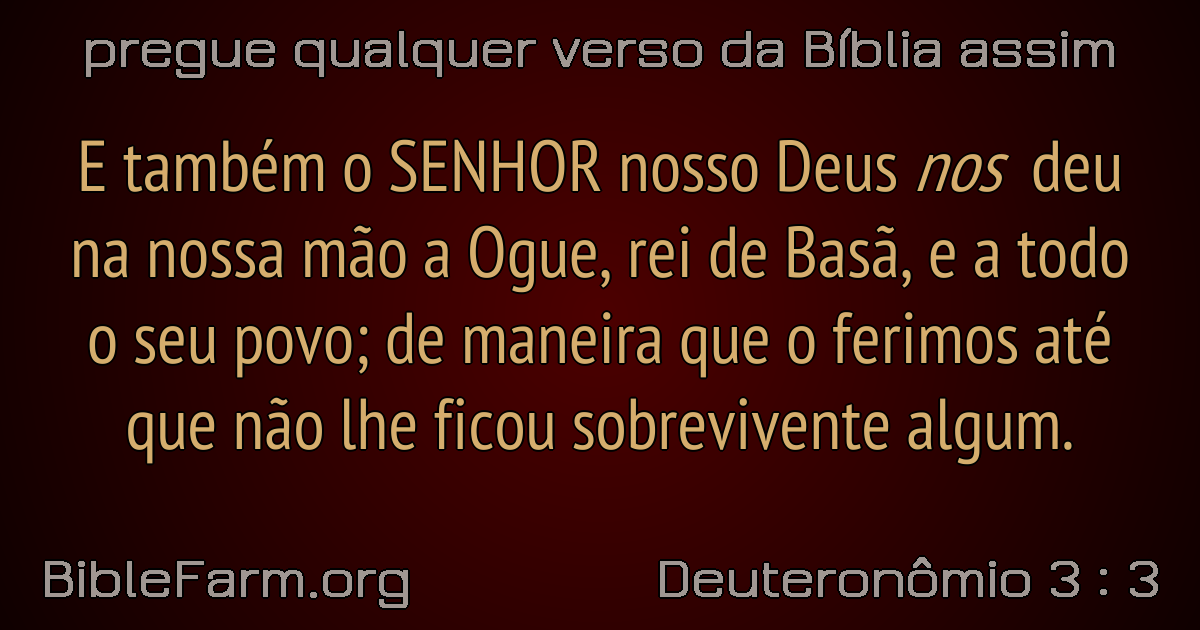 pregue qualquer verso da Bíblia assim
E também o SENHOR nosso Deus nos deu
na nossa mão a Ogue, rei de Basã, e a todo
o seu povo; de maneira que o ferimos até
que não lhe ficou sobrevivente algum.
BibleFarm.org
Deuteronômio 3 : 3